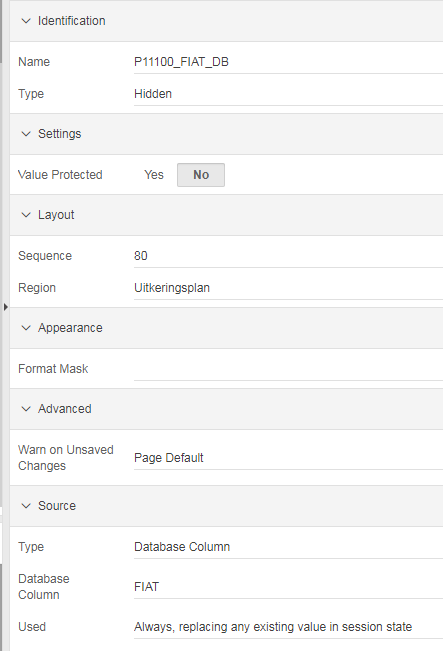 Identification
Name P11100_FIAT_DB
Type Hidden
Settings
Value Protected Yes No
Layout
Sequence 80
Region Uitkeringsplan
Appearance
Format Mask
Advanced
Warn on Unsaved
Changes Page Default
Source
Type Database Column
Database
Column FIAT
Used Always, replacing any existing value in session state